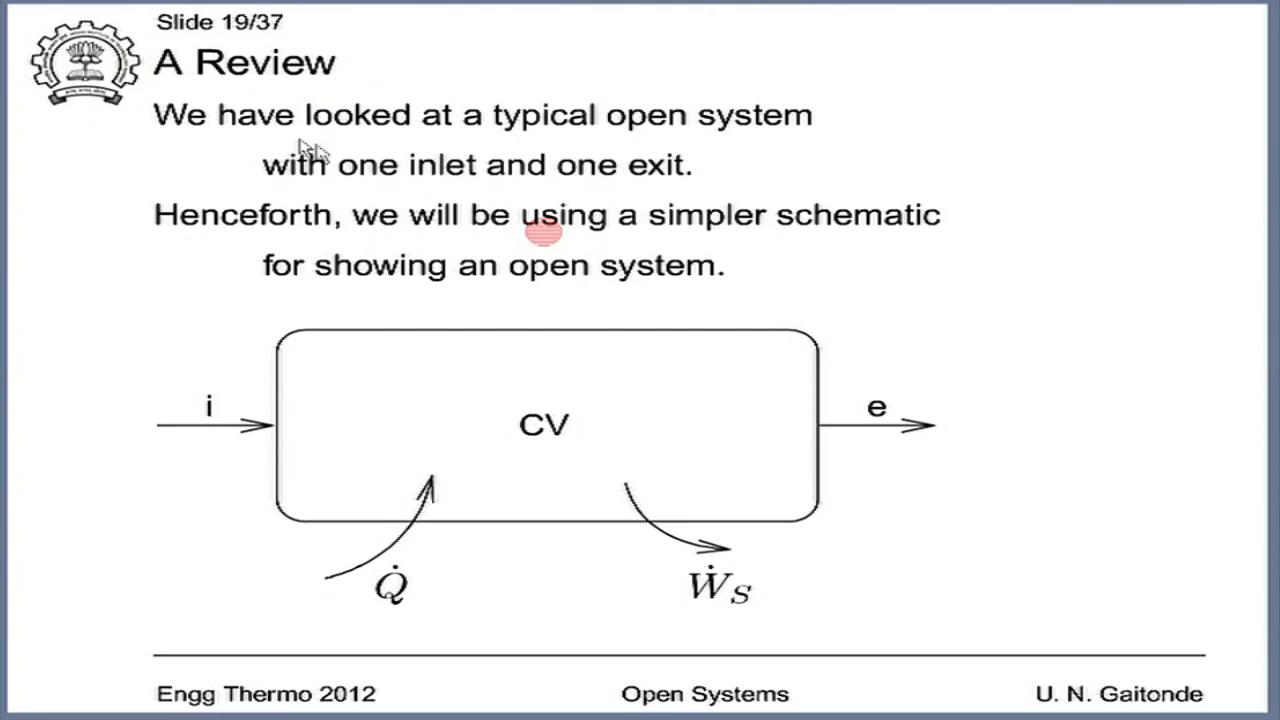 Slide 19/37
A Review
We have looked at a typical open system
with one inlet and one exit.
Henceforth, we will be using a simpler schematic
for showing an open system.
i
CV
e
Q̇
Ẇ_S
Engg Thermo 2012
Open Systems
U. N. Gaitonde